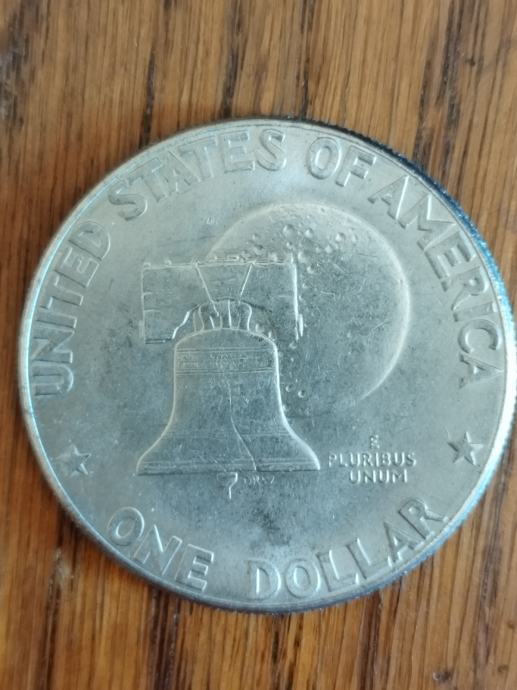 UNITED STATES OF AMERICA
E
PLURIBUS
UNUM
ONE DOLLAR